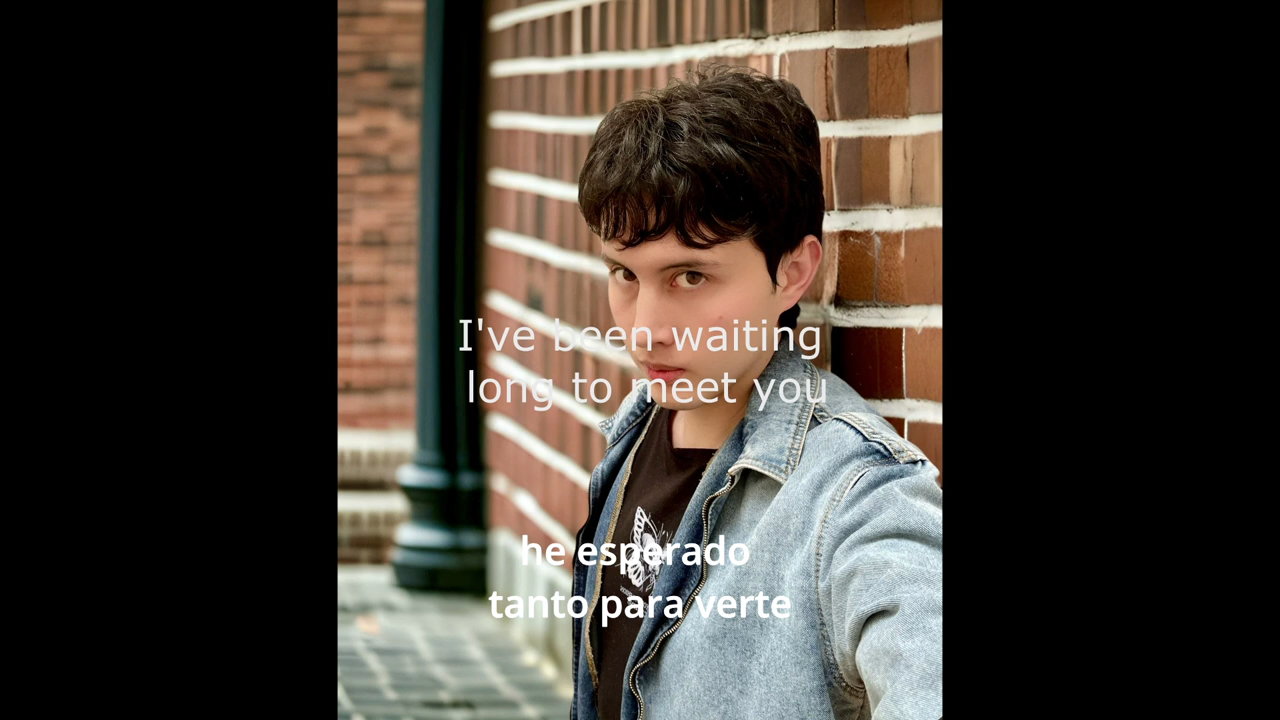 I've been waiting
long to meet you
he esperado
tanto para verte